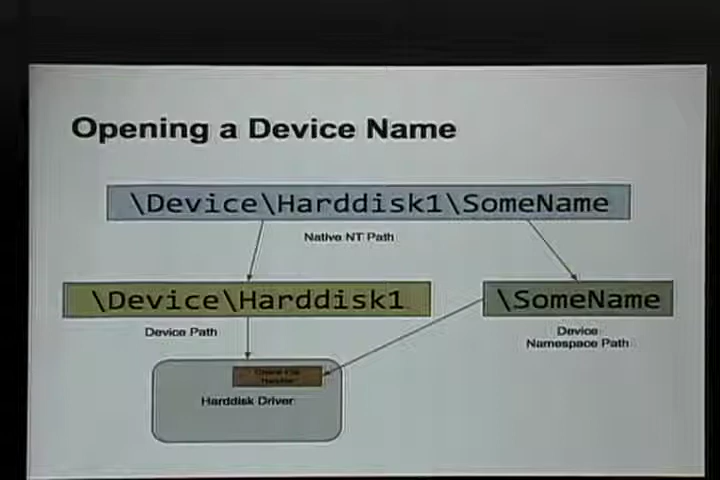 Opening a Device Name
\Device\Harddisk1\SomeName
Native NT Path
\Device\Harddisk1
\SomeName
Device Path
Device
Namespace Path
Harddisk Driver